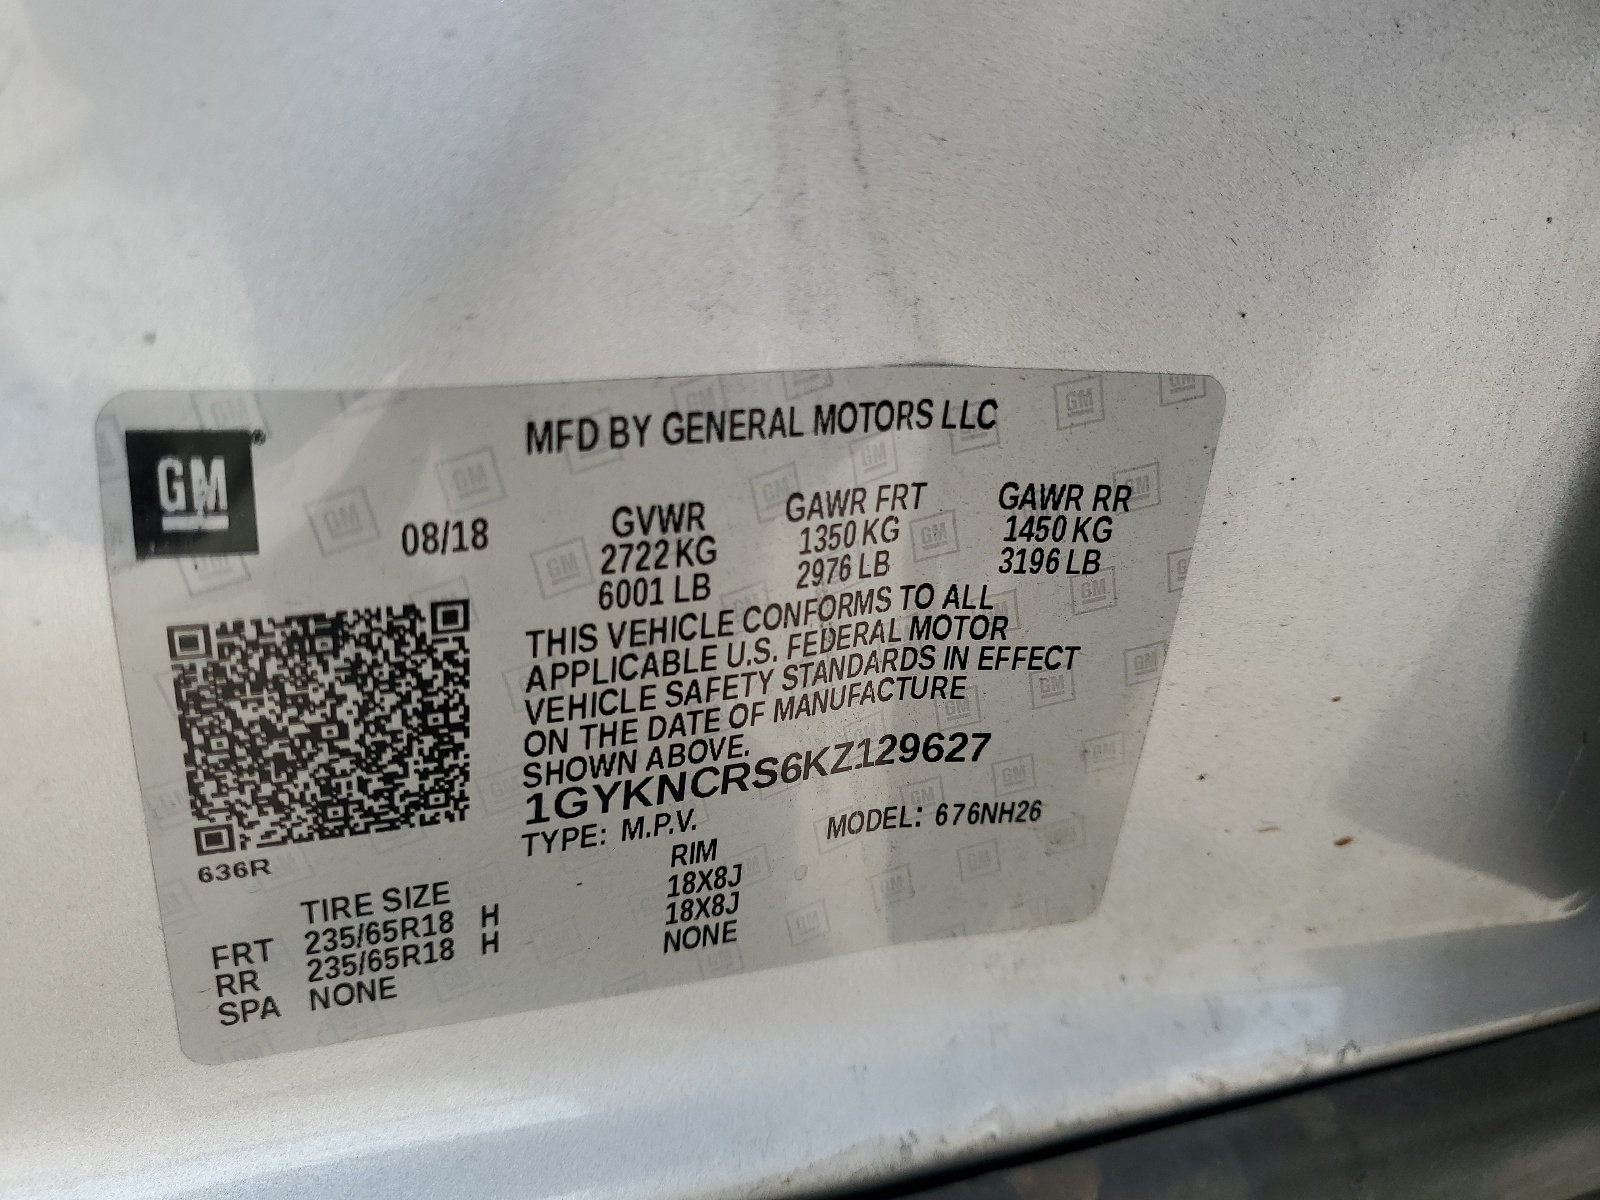 MFD BY GENERAL MOTORS LLC
GM®
08/18
GVWR GAWR FRT GAWR RR
2722 KG 1350 KG 1450 KG
6001 LB 2976 LB 3196 LB
THIS VEHICLE CONFORMS TO ALL
APPLICABLE U.S. FEDERAL MOTOR
VEHICLE SAFETY STANDARDS IN EFFECT
ON THE DATE OF MANUFACTURE
SHOWN ABOVE.
1GYKNCRS6KZ129627
TYPE: M.P.V. MODEL: 676NH26
636R
TIRE SIZE RIM
FRT 235/65R18 H 18X8J
RR 235/65R18 H 18X8J
SPA NONE NONE